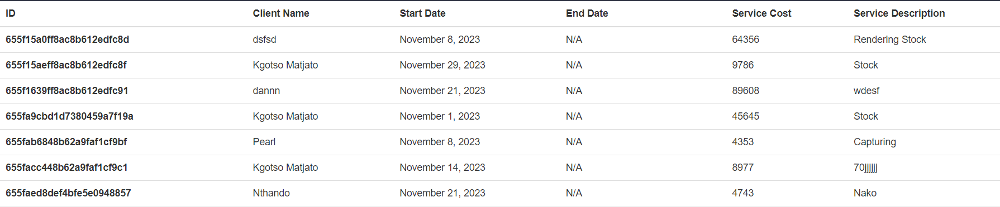 ID Client Name Start Date End Date Service Cost Service Description
655f15a0ff8ac8b612edfc8d dsfsd November 8, 2023 N/A 64356 Rendering Stock
655f15aeff8ac8b612edfc8f Kgotso Matjato November 29, 2023 N/A 9786 Stock
655f1639ff8ac8b612edfc91 dannn November 21, 2023 N/A 89608 wdesf
655fa9cbd1d7380459a7f19a Kgotso Matjato November 1, 2023 N/A 45645 Stock
655fab6848b62a9faf1cf9bf Pearl November 8, 2023 N/A 4353 Capturing
655facc448b62a9faf1cf9c1 Kgotso Matjato November 14, 2023 N/A 8977 70jjjjjj
655faed8def4bfe5e0948857 Nthando November 21, 2023 N/A 4743 Nako